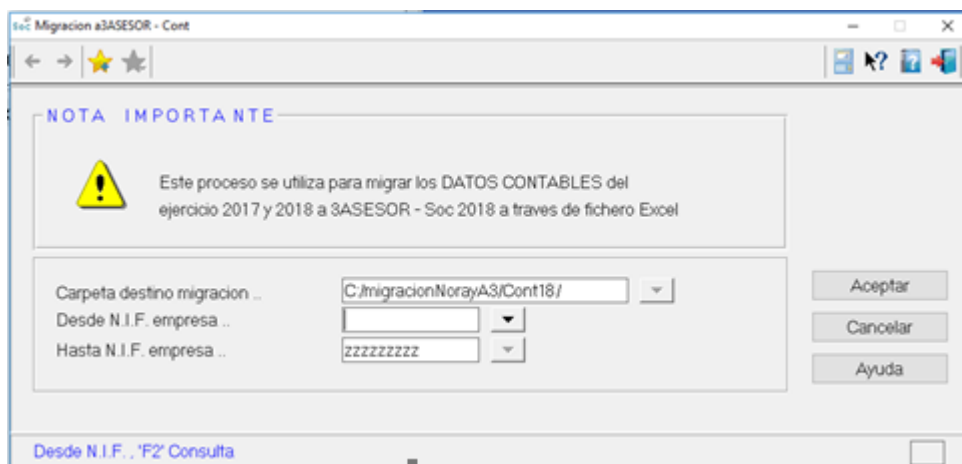 Soc Migracion a3ASESOR - Cont
NOTA IMPORTANTE
Este proceso se utiliza para migrar los DATOS CONTABLES del
ejercicio 2017 y 2018 a 3ASESOR - Soc 2018 a traves de fichero Excel
Carpeta destino migracion ..
C:/migracionNorayA3/Cont18/
Aceptar
Desde N.I.F. empresa ..
Cancelar
Hasta N.I.F. empresa ..
zzzzzzzzz
Ayuda
Desde N.I.F. , "F2" Consulta